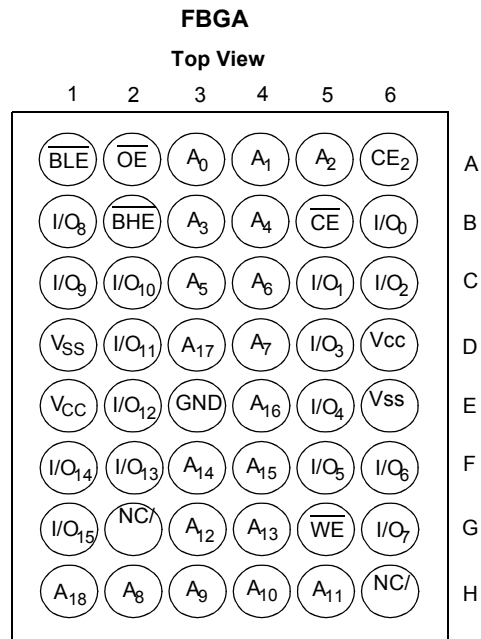 FBGA
Top View
1 2 3 4 5 6
BLE OE A0 A1 A2 CE2 A
I/O8 BHE A3 A4 CE I/O0 B
I/O9 I/O10 A5 A6 I/O1 I/O2 C
VSS I/O11 A17 A7 I/O3 Vcc D
VCC I/O12 GND A16 I/O4 Vss E
I/O14 I/O13 A14 A15 I/O5 I/O6 F
I/O15 NC/ A12 A13 WE I/O7 G
A18 A8 A9 A10 A11 NC/ H